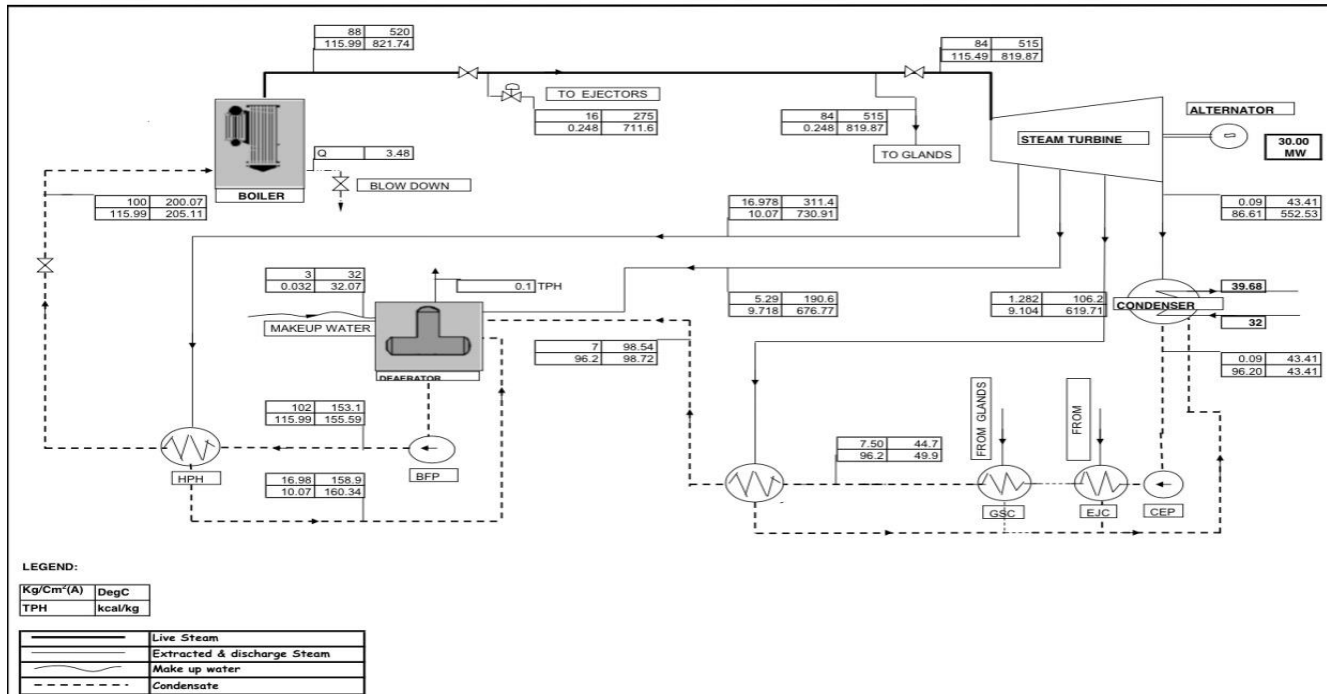 88 520
115.99 821.74
84 515
115.49 819.87
TO EJECTORS
16 275
0.248 711.6
84 515
0.248 819.87
TO GLANDS
STEAM TURBINE
ALTERNATOR
30.00
MW
Q 3.48
BLOW DOWN
BOILER
100 200.07
115.99 205.11
16.978 311.4
10.07 730.91
0.09 43.41
86.61 552.53
3 32
0.032 32.07
0.1 TPH
MAKEUP WATER
DEAERATOR
5.29 190.6
9.718 676.77
1.282 106.2
9.104 619.71
CONDENSER
39.68
32
7 98.54
96.2 98.72
0.09 43.41
96.20 43.41
102 153.1
115.99 155.59
BFP
HPH
16.98 158.9
10.07 160.34
7.50 44.7
96.2 49.9
FROM GLANDS
FROM
GSC
EJC
CEP
LEGEND:
Kg/Cm²(A) DegC
TPH kcal/kg
Live Steam
Extracted & discharge Steam
Make up water
Condensate